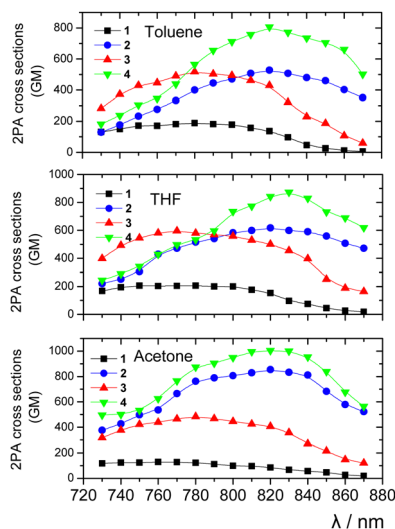 Toluene
1
2
3
4
2PA cross sections
(GM)
800
600
400
200
0
THF
1
2
3
4
2PA cross sections
(GM)
1000
800
600
400
200
0
Acetone
1
2
3
4
2PA cross sections
(GM)
1000
800
600
400
200
0
720 740 760 780 800 820 840 860 880
λ / nm